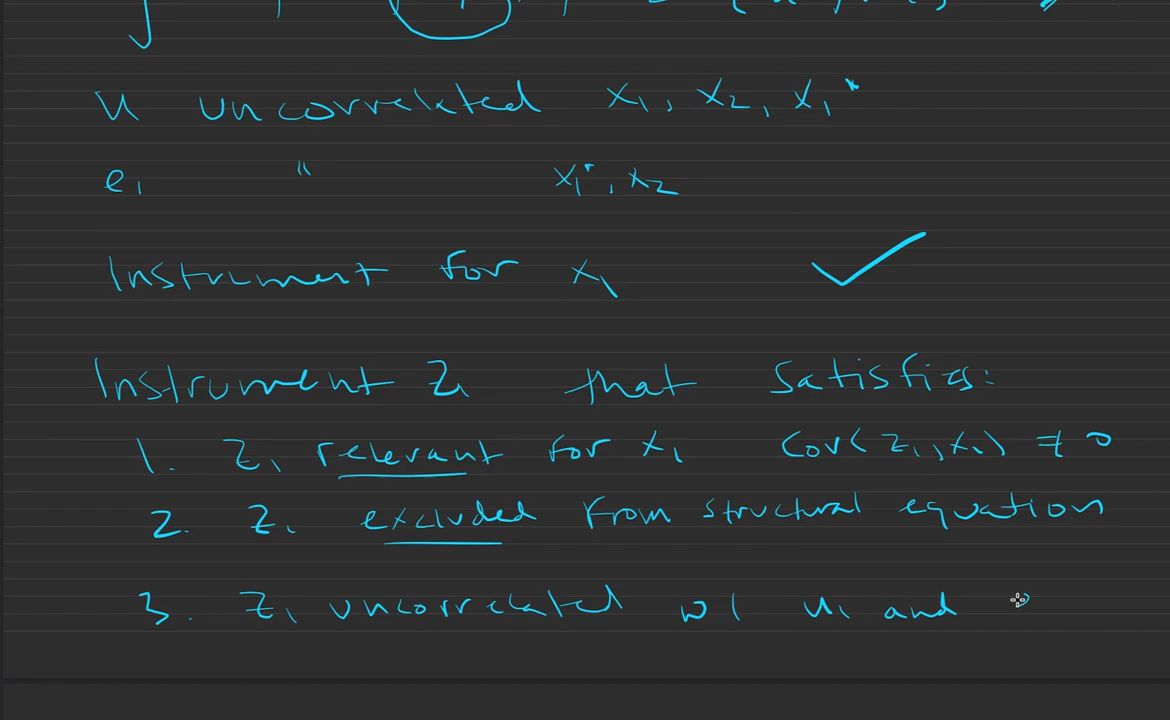 u uncorrelated x1, x2, x1*
e1 " x1*, x2
Instrument for x1 ✓
Instrument z1 that satisfies:
1. z1 relevant for x1 Cov(z1, x1) ≠ 0
2. z1 excluded from structural equation
3. z1 uncorrelated w/ u, and